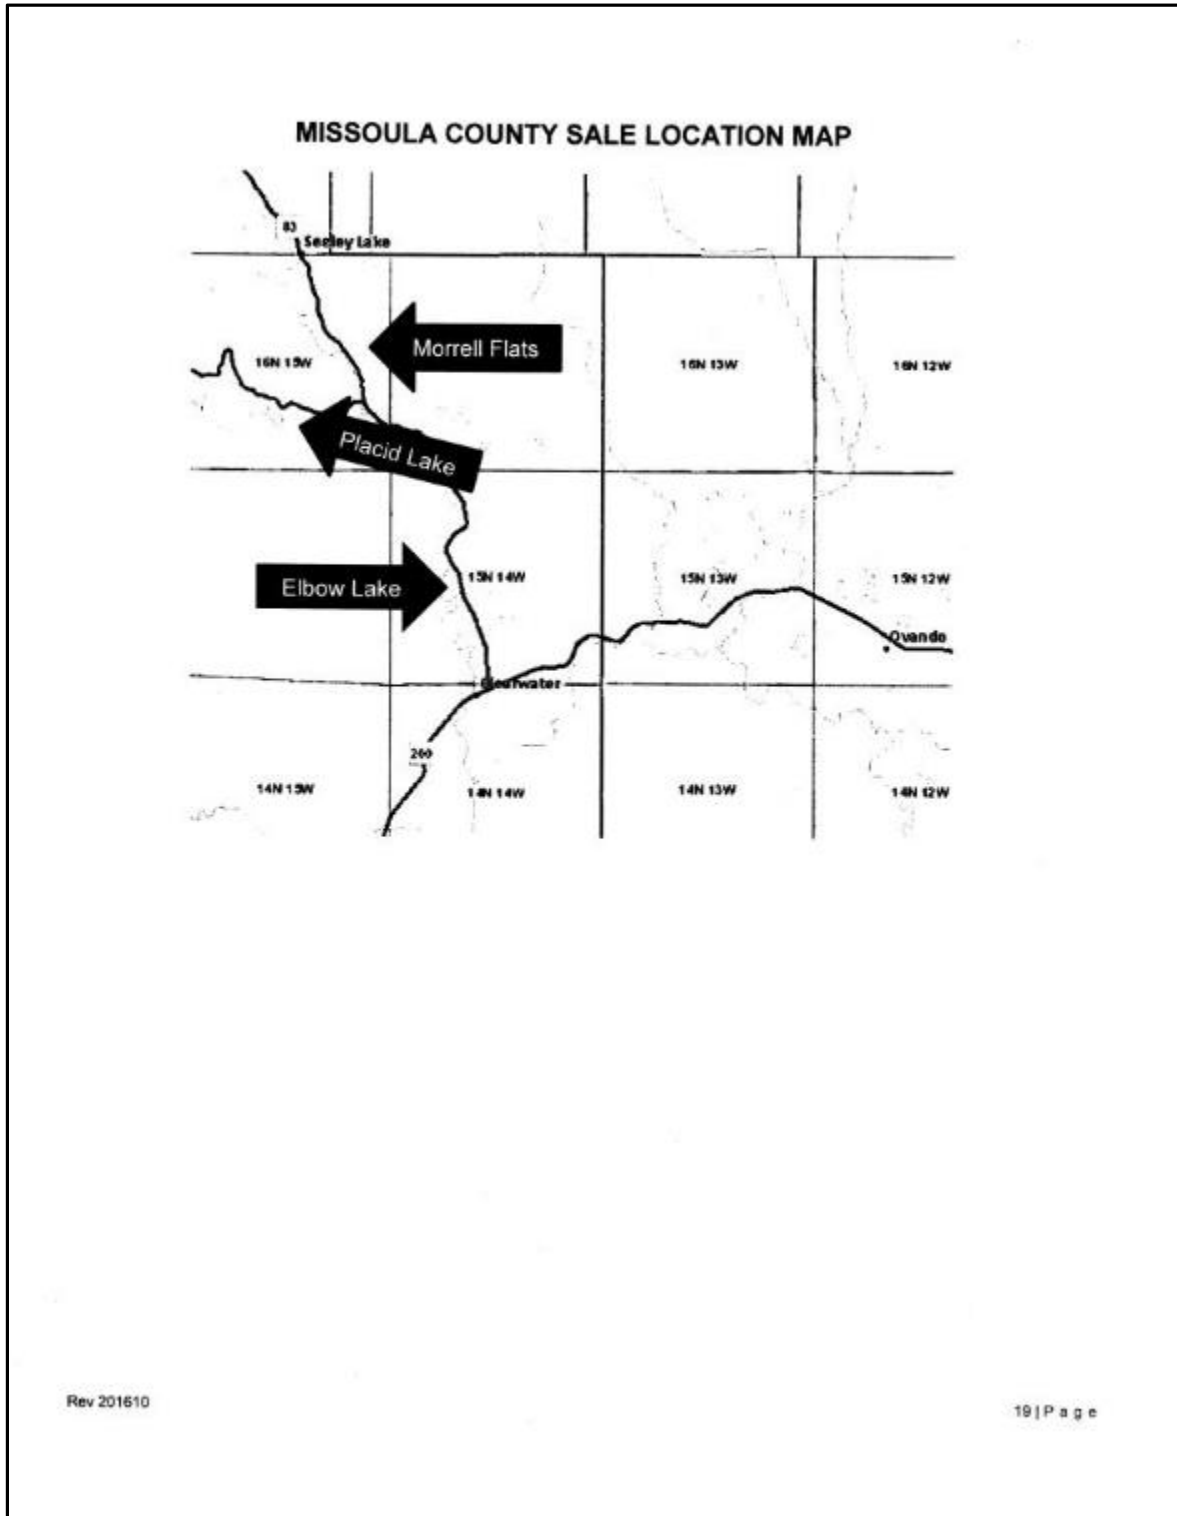 MISSOULA COUNTY SALE LOCATION MAP
83
Seeley Lake
Morrell Flats
16N 15W
16N 13W
16N 12W
Placid Lake
Elbow Lake
15N 14W
15N 13W
15N 12W
Ovando
Clearwater
200
14N 15W
14N 14W
14N 13W
14N 12W
Rev 201610
19 | P a g e